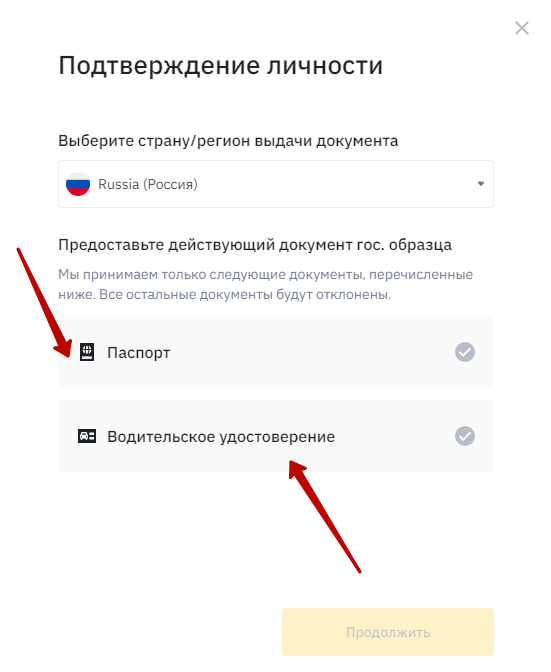 Подтверждение личности
Выберите страну/регион выдачи документа
Russia (Россия)
Предоставьте действующий документ гос. образца
Мы принимаем только следующие документы, перечисленные
ниже. Все остальные документы будут отклонены.
Паспорт
Водительское удостоверение
Продолжить